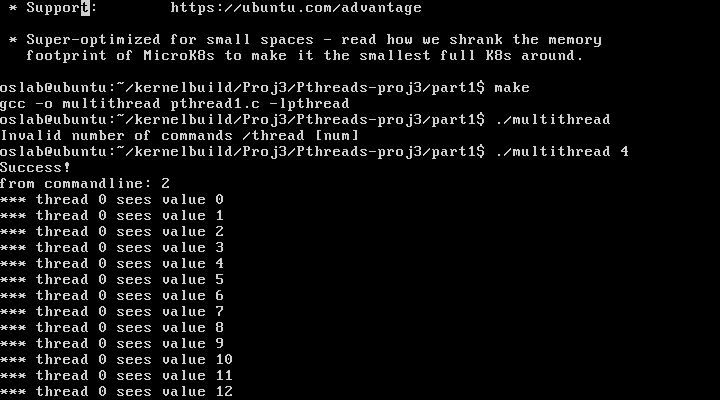 * Support:        https://ubuntu.com/advantage
* Super-optimized for small spaces - read how we shrank the memory
footprint of MicroK8s to make it the smallest full K8s around.
oslab@ubuntu:~/kernelbuild/Proj3/Pthreads-proj3/part1$ make
gcc -o multithread pthread1.c -lpthread
oslab@ubuntu:~/kernelbuild/Proj3/Pthreads-proj3/part1$ ./multithread
Invalid number of commands /thread [num]
oslab@ubuntu:~/kernelbuild/Proj3/Pthreads-proj3/part1$ ./multithread 4
Success!
from commandline: 2
*** thread 0 sees value 0
*** thread 0 sees value 1
*** thread 0 sees value 2
*** thread 0 sees value 3
*** thread 0 sees value 4
*** thread 0 sees value 5
*** thread 0 sees value 6
*** thread 0 sees value 7
*** thread 0 sees value 8
*** thread 0 sees value 9
*** thread 0 sees value 10
*** thread 0 sees value 11
*** thread 0 sees value 12